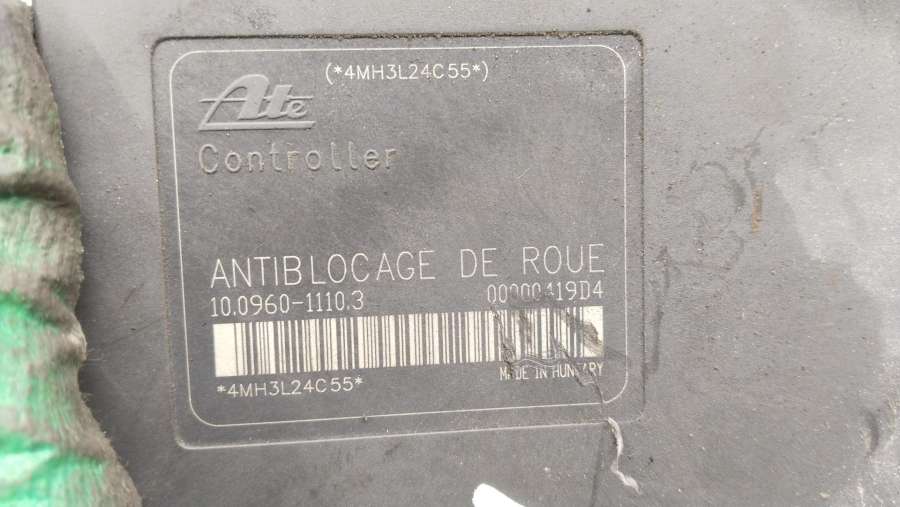 (*4MH3L24C55*)
Ate
Controller
ANTIBLOCAGE DE ROUE
10.0960-1110.3 00000419D4
*4MH3L24C55*
MADE IN HUNGARY